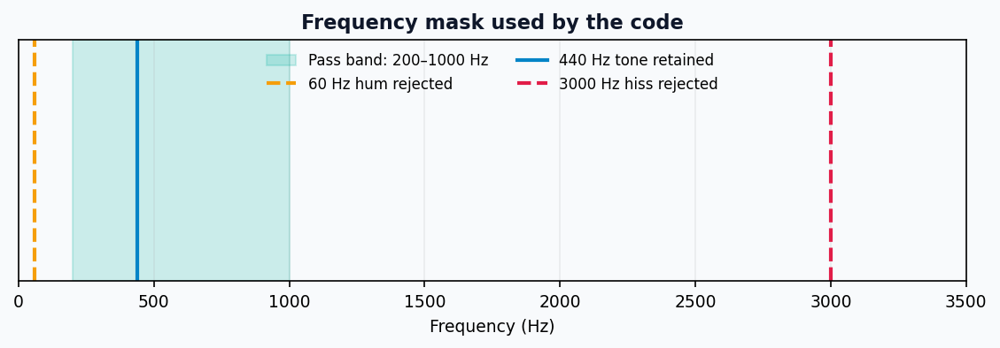 Frequency mask used by the code
Pass band: 200–1000 Hz
60 Hz hum rejected
440 Hz tone retained
3000 Hz hiss rejected
0 500 1000 1500 2000 2500 3000 3500
Frequency (Hz)